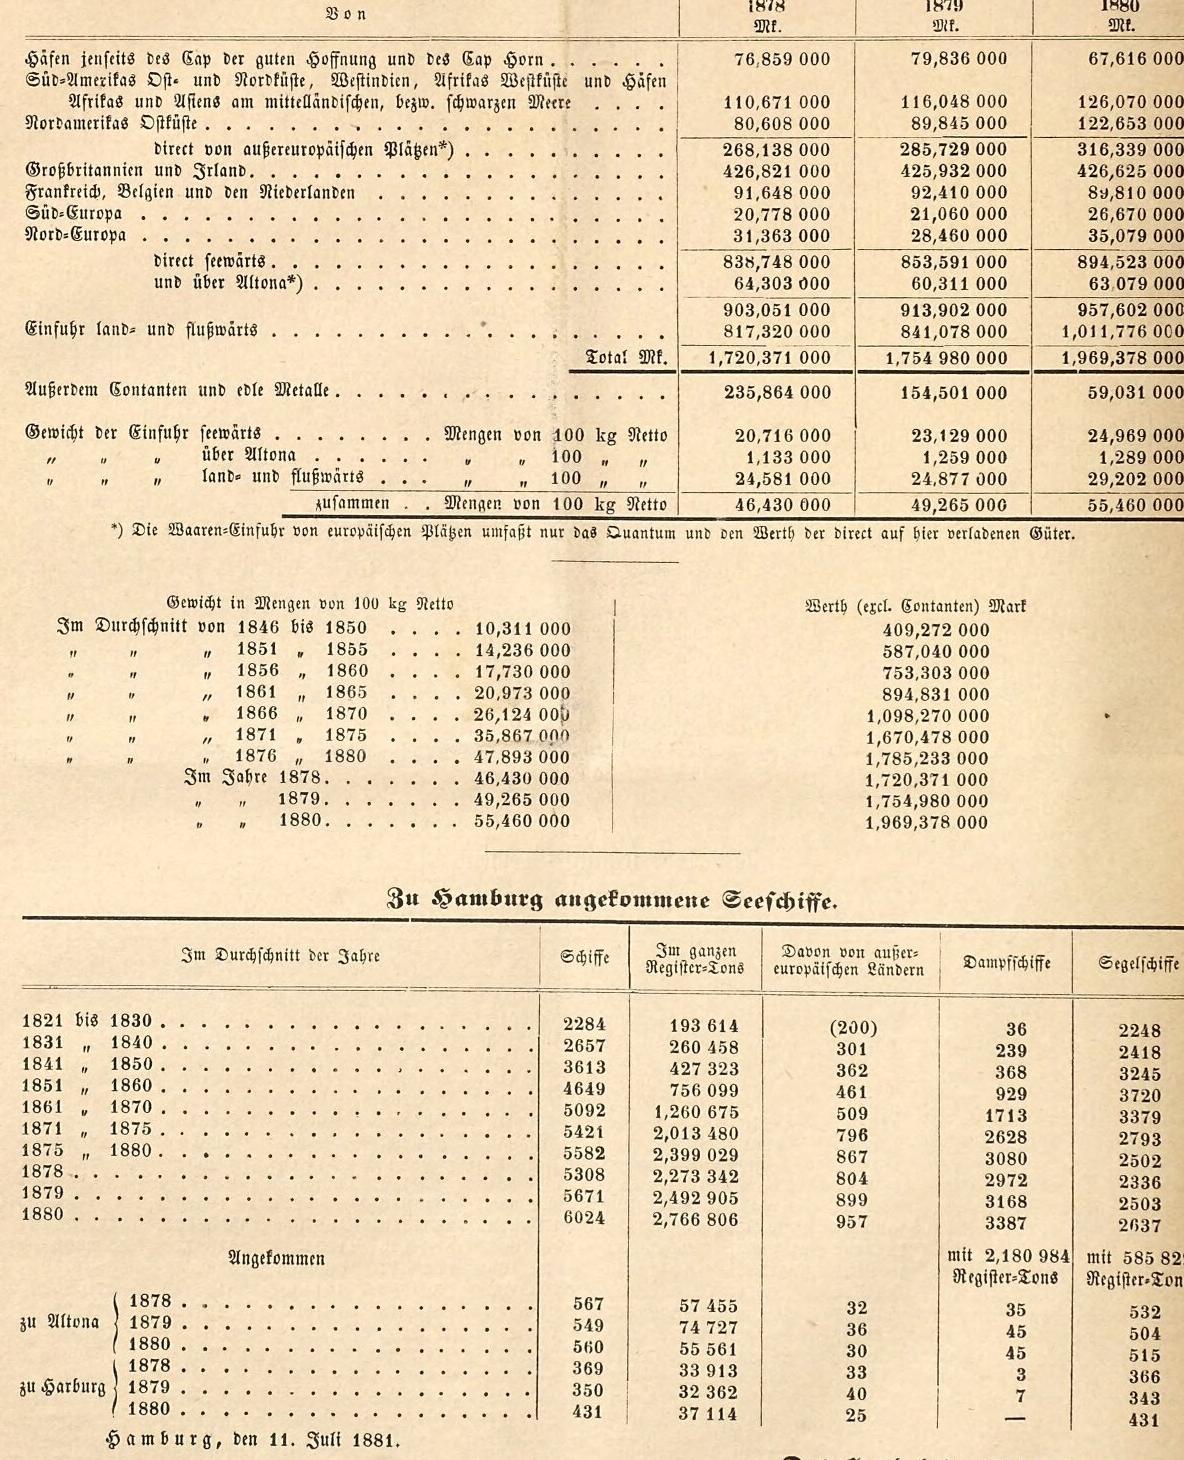 Von 1878 Mk. 1879 Mk. 1880 Mk.
Häfen jenseits des Cap der guten Hoffnung und des Cap Horn . . . . . . 76,859 000 79,836 000 67,616 000
Süd-Amerikas Ost- und Nordküste, Westindien, Afrikas Westküste und Häfen
Afrikas und Asiens am mittelländischen, bezw. schwarzen Meere . . . . 110,671 000 116,048 000 126,070 000
Nordamerikas Ostküste . . . . . . 80,608 000 89,845 000 122,653 000
direct von außereuropäischen Plätzen*) . . . . . . 268,138 000 285,729 000 316,339 000
Großbritannien und Irland . . . . . . 426,821 000 425,932 000 426,625 000
Frankreich, Belgien und den Niederlanden . . . . . . 91,648 000 92,410 000 89,810 000
Süd-Europa . . . . . . 20,778 000 21,060 000 26,670 000
Nord-Europa . . . . . . 31,363 000 28,460 000 35,079 000
direct seewärts . . . . . . 838,748 000 853,591 000 894,523 000
und über Altona*) . . . . . . 64,303 000 60,311 000 63 079 000
903,051 000 913,902 000 957,602 000
Einfuhr land- und flußwärts . . . . . . 817,320 000 841,078 000 1,011,776 000
Total Mk. 1,720,371 000 1,754 980 000 1,969,378 000
Außerdem Contanten und edle Metalle . . . . . . 235,864 000 154,501 000 59,031 000
Gewicht der Einfuhr seewärts . . . . . . Mengen von 100 kg Netto 20,716 000 23,129 000 24,969 000
" " " über Altona . . . . . . " " 100 " " 1,133 000 1,259 000 1,289 000
" " " land- und flußwärts . . . " " 100 " " 24,581 000 24,877 000 29,202 000
zusammen . . Mengen von 100 kg Netto 46,430 000 49,265 000 55,460 000
*) Die Waaren-Einfuhr von europäischen Plätzen umfaßt nur das Quantum und den Werth der direct auf hier verladenen Güter.
Gewicht in Mengen von 100 kg Netto Werth (excl. Contanten) Mark
Im Durchschnitt von 1846 bis 1850 . . . . 10,311 000 409,272 000
" " " 1851 " 1855 . . . . 14,236 000 587,040 000
" " " 1856 " 1860 . . . . 17,730 000 753,303 000
" " " 1861 " 1865 . . . . 20,973 000 894,831 000
" " " 1866 " 1870 . . . . 26,124 000 1,098,270 000
" " " 1871 " 1875 . . . . 35,867 000 1,670,478 000
" " " 1876 " 1880 . . . . 47,893 000 1,785,233 000
Im Jahre 1878 . . . . . . 46,430 000 1,720,371 000
" " 1879 . . . . . . 49,265 000 1,754,980 000
" " 1880 . . . . . . 55,460 000 1,969,378 000
Zu Hamburg angekommene Seeschiffe.
Im Durchschnitt der Jahre Schiffe Im ganzen Register-Tons Davon von außereuropäischen Ländern Dampfschiffe Segelschiffe
1821 bis 1830 . . . . . . 2284 193 614 (200) 36 2248
1831 " 1840 . . . . . . 2657 260 458 301 239 2418
1841 " 1850 . . . . . . 3613 427 323 362 368 3245
1851 " 1860 . . . . . . 4649 756 099 461 929 3720
1861 " 1870 . . . . . . 5092 1,260 675 509 1713 3379
1871 " 1875 . . . . . . 5421 2,013 480 796 2628 2793
1875 " 1880 . . . . . . 5582 2,399 029 867 3080 2502
1878 . . . . . . 5308 2,273 342 804 2972 2336
1879 . . . . . . 5671 2,492 905 899 3168 2503
1880 . . . . . . 6024 2,766 806 957 3387 2637
Angekommen mit 2,180 984 mit 585 82
Register-Tons Register-Ton
1878 . . . . . . 567 57 455 32 35 532
zu Altona 1879 . . . . . . 549 74 727 36 45 504
1880 . . . . . . 560 55 561 30 45 515
1878 . . . . . . 369 33 913 33 3 366
zu Harburg 1879 . . . . . . 350 32 362 40 7 343
1880 . . . . . . 431 37 114 25 — 431
Hamburg, den 11. Juli 1881.